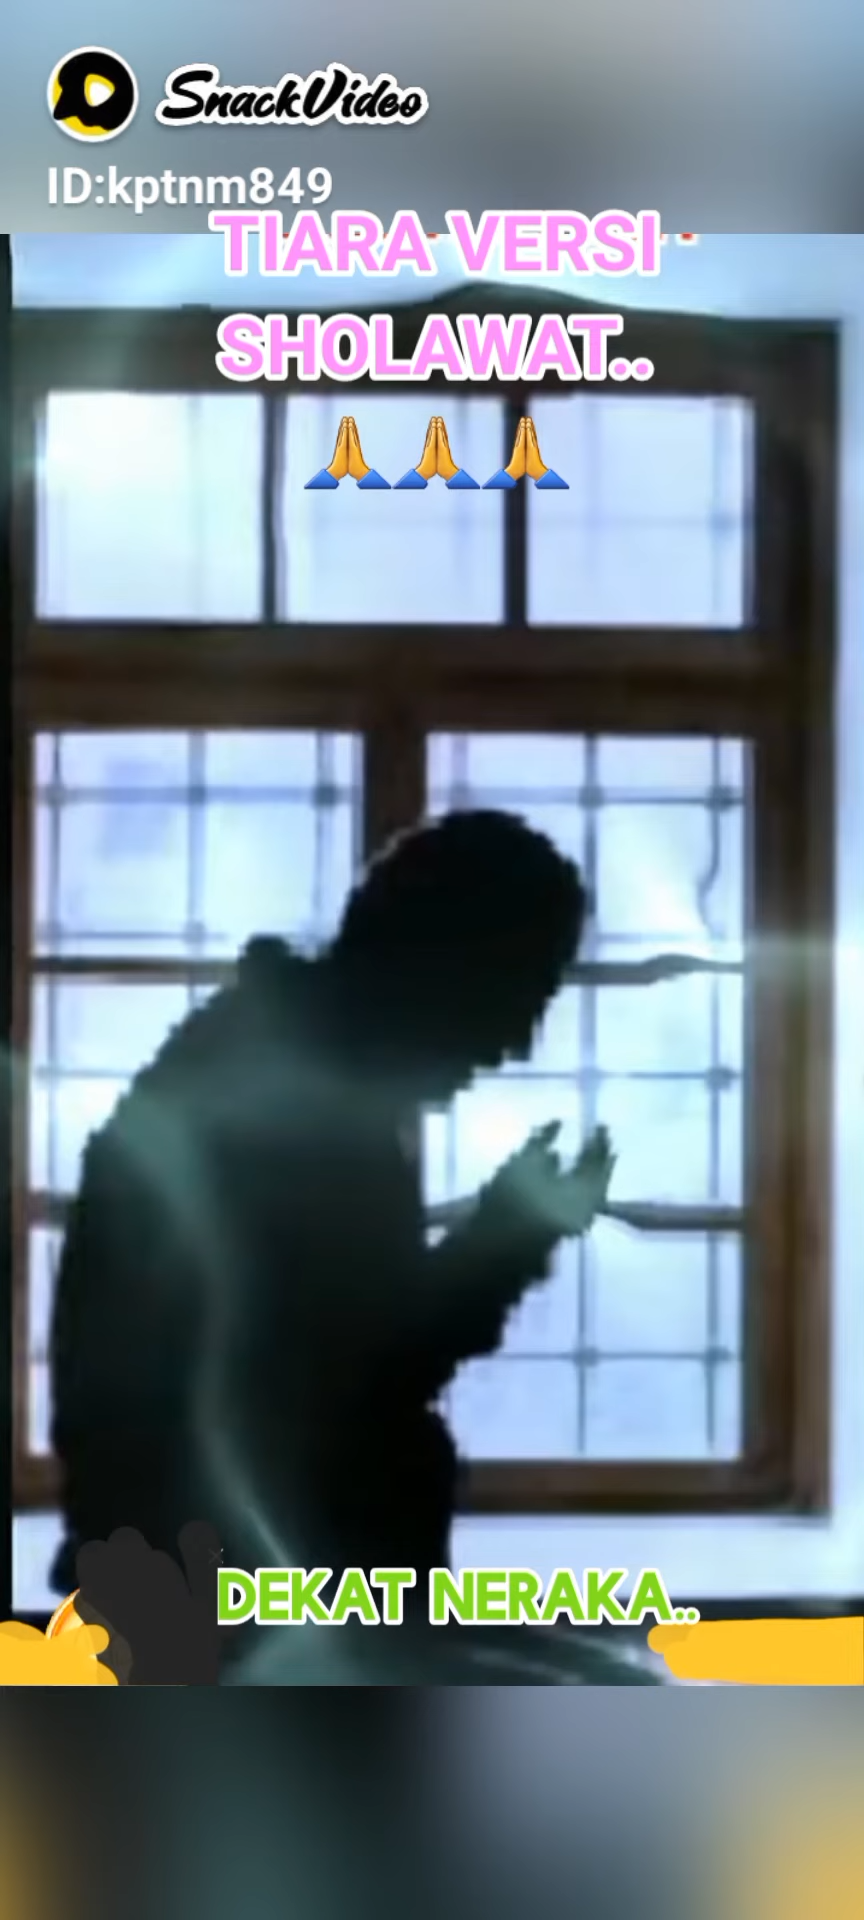 SnackVideo
ID:kptnm849
TIARA VERSI
SHOLAWAT..
🙏🙏🙏
DEKAT NERAKA..